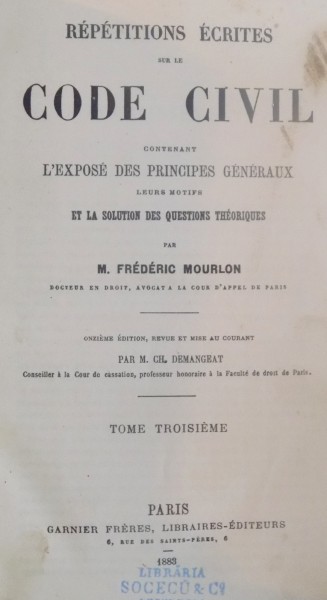 RÉPÉTITIONS ÉCRITES
SUR LE
CODE CIVIL
CONTENANT
L'EXPOSÉ DES PRINCIPES GÉNÉRAUX
LEURS MOTIFS
ET LA SOLUTION DES QUESTIONS THÉORIQUES
PAR
M. FRÉDÉRIC MOURLON
DOCTEUR EN DROIT, AVOCAT A LA COUR D'APPEL DE PARIS
ONZIÈME ÉDITION, REVUE ET MISE AU COURANT
PAR M. CH. DEMANGEAT
Conseiller à la Cour de cassation, professeur honoraire à la Faculté de droit de Paris.
TOME TROISIÈME
PARIS
GARNIER FRÈRES, LIBRAIRES-ÉDITEURS
6, RUE DES SAINTS-PÈRES, 6
1883
LIBRĂRIA
SOCECŬ & Cº